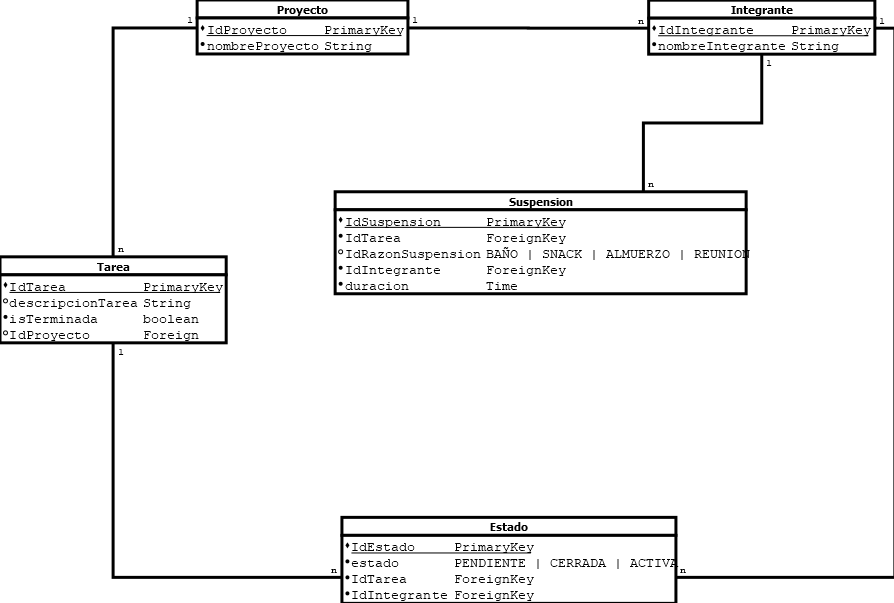 Proyecto
IdProyecto PrimaryKey
nombreProyecto String
1
1
n
Integrante
IdIntegrante PrimaryKey
nombreIntegrante String
1
1
n
Suspension
IdSuspension PrimaryKey
IdTarea ForeignKey
IdRazonSuspension BAÑO | SNACK | ALMUERZO | REUNION
IdIntegrante ForeignKey
duracion Time
n
Tarea
IdTarea PrimaryKey
descripcionTarea String
isTerminada boolean
IdProyecto Foreign
1
Estado
IdEstado PrimaryKey
estado PENDIENTE | CERRADA | ACTIVA
IdTarea ForeignKey
IdIntegrante ForeignKey
n
n